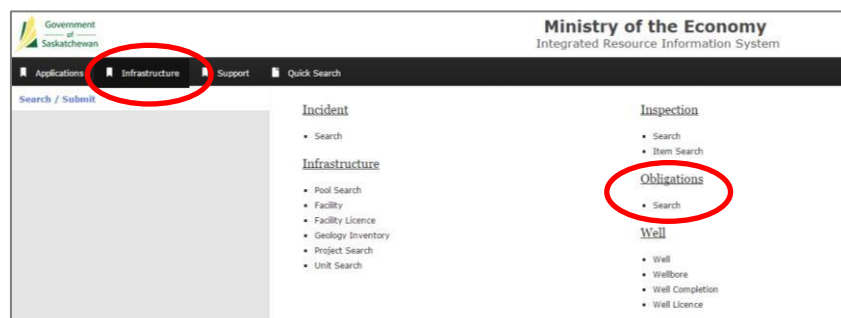 Government
of
Saskatchewan
Ministry of the Economy
Integrated Resource Information System
Applications Infrastructure Support Quick Search
Search / Submit
Incident
Search
Infrastructure
Pool Search
Facility
Facility Licence
Geology Inventory
Project Search
Unit Search
Inspection
Search
Item Search
Obligations
Search
Well
Well
Wellbore
Well Completion
Well Licence